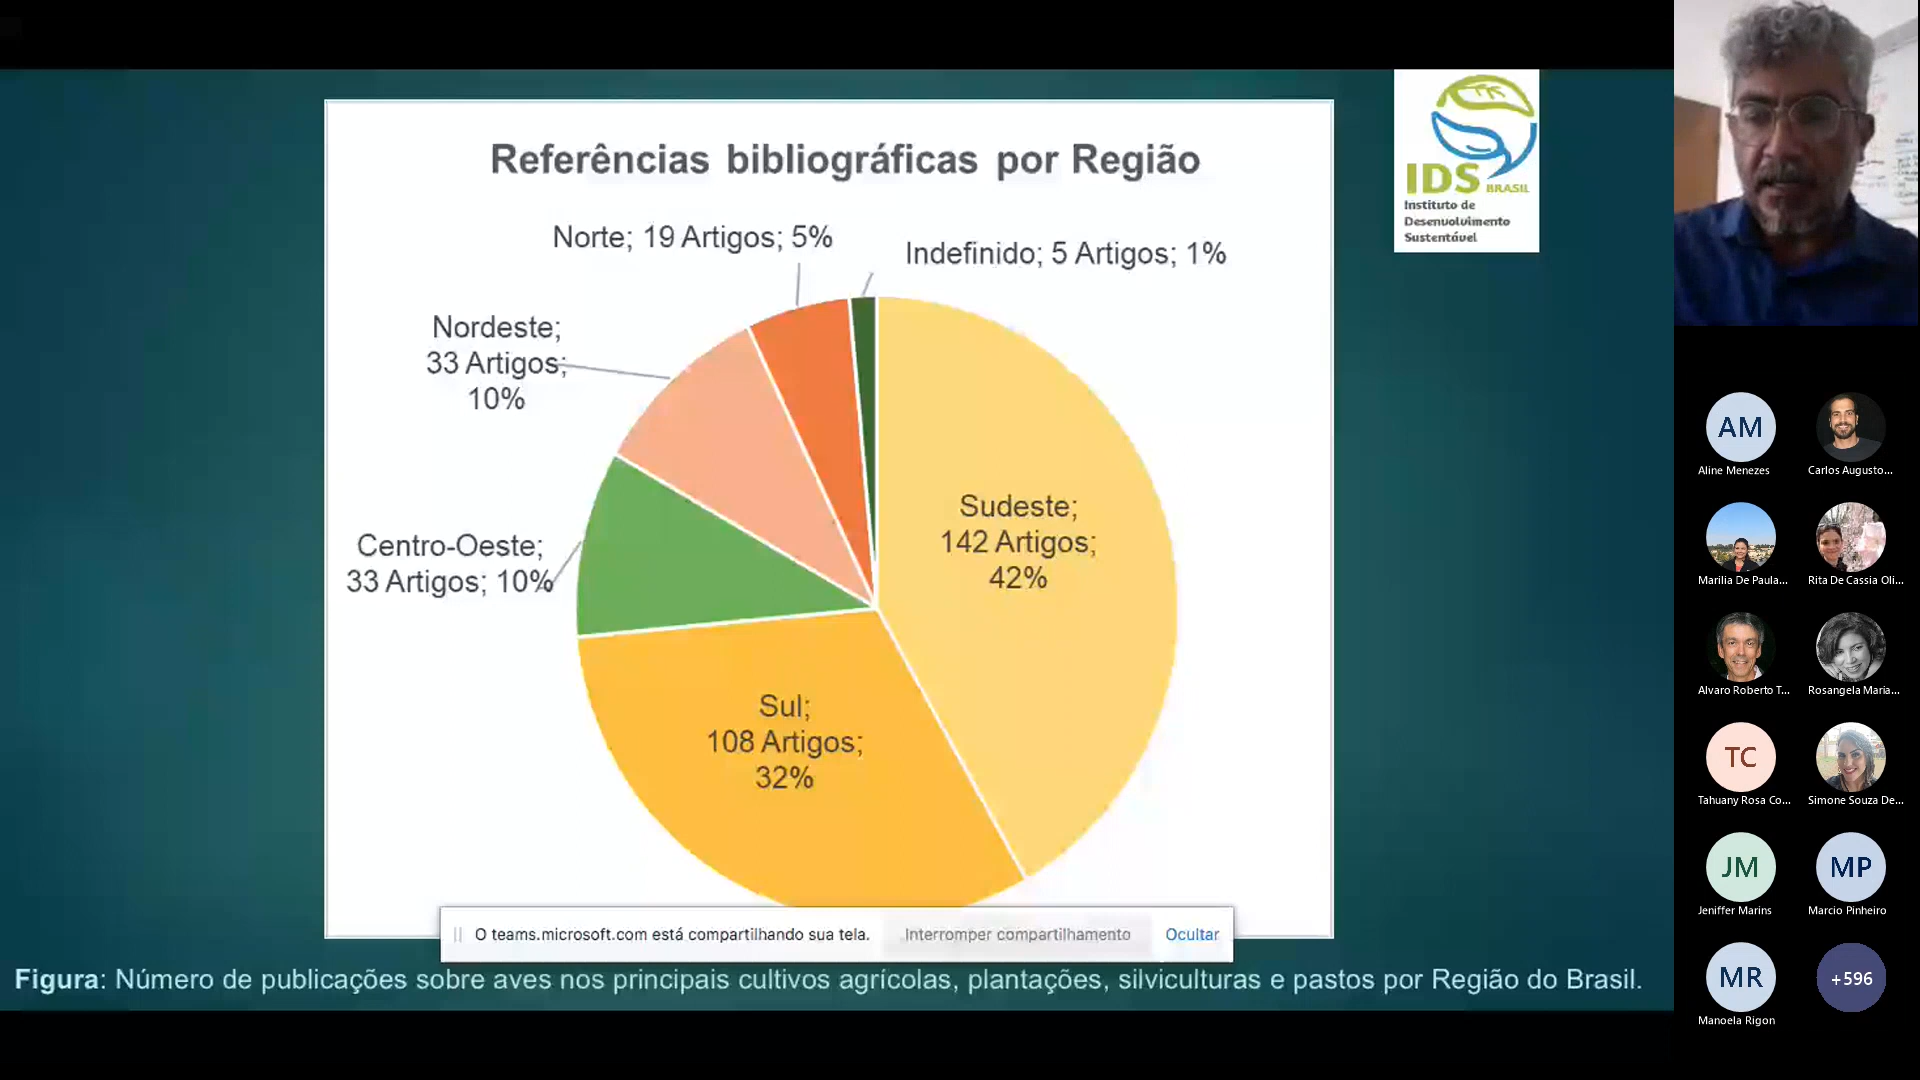 Referências bibliográficas por Região
Norte; 19 Artigos; 5%
Indefinido; 5 Artigos; 1%
Nordeste;
33 Artigos;
10%
Centro-Oeste;
33 Artigos; 10%
Sudeste;
142 Artigos;
42%
Sul;
108 Artigos;
32%
IDS BRASIL
Instituto de
Desenvolvimento
Sustentável
O teams.microsoft.com está compartilhando sua tela.
Interromper compartilhamento
Ocultar
Figura: Número de publicações sobre aves nos principais cultivos agrícolas, plantações, silviculturas e pastos por Região do Brasil.
AM
Aline Menezes
Carlos Augusto...
Marilia De Paula...
Rita De Cassia Oli...
Alvaro Roberto T...
Rosangela Maria...
TC
Tahuany Rosa Co...
Simone Souza De...
JM
Jeniffer Marins
MP
Marcio Pinheiro
MR
Manoela Rigon
+596